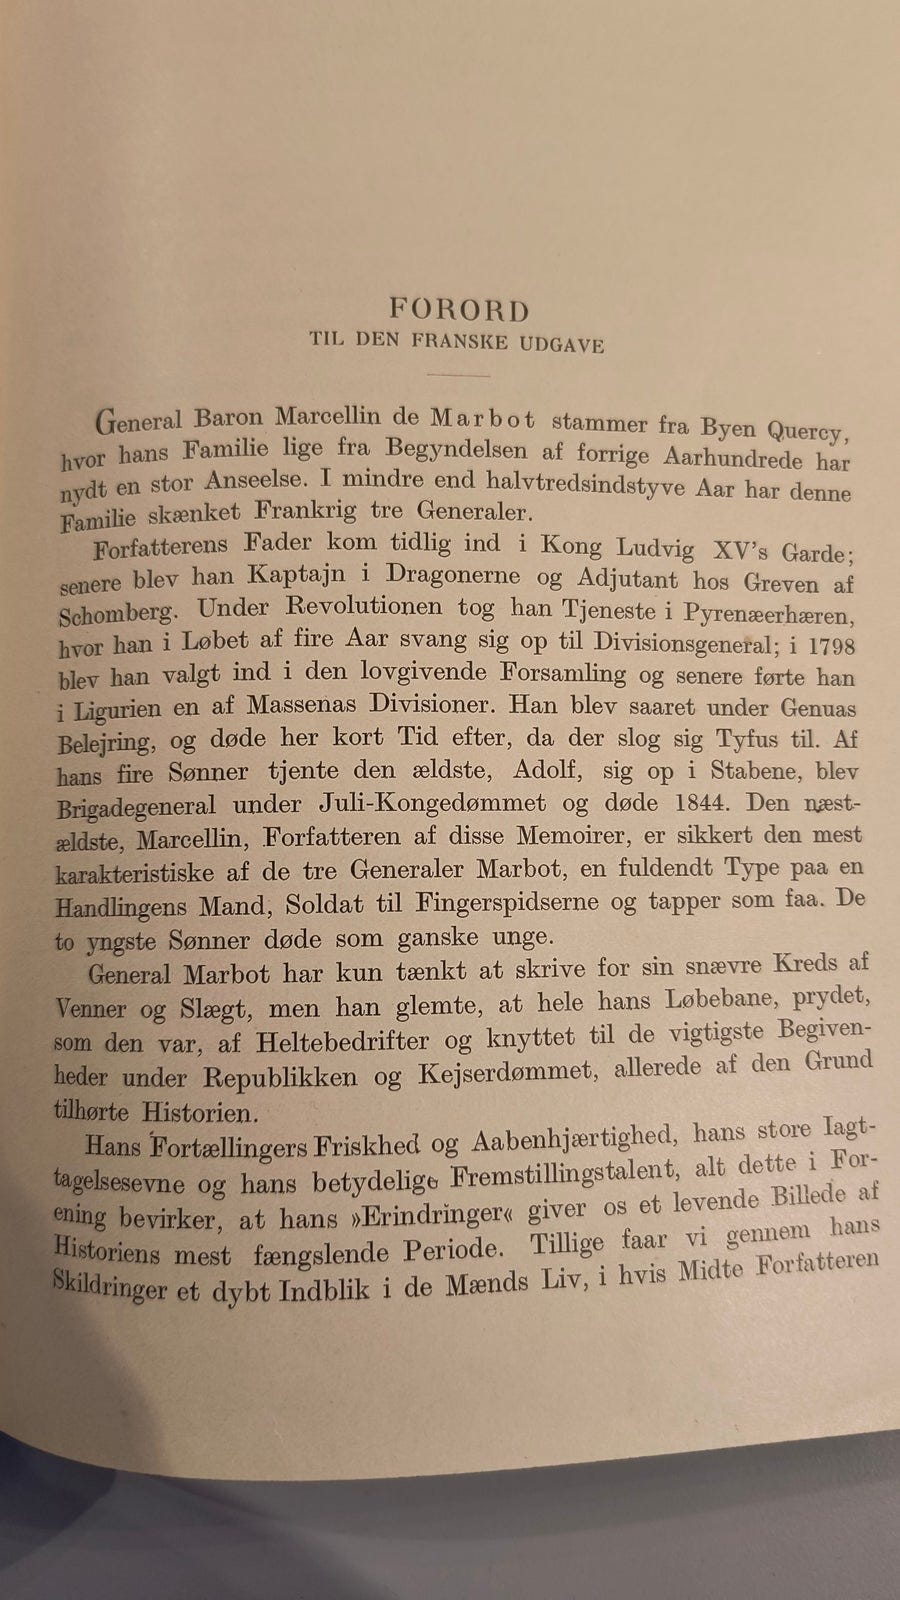 FORORD
TIL DEN FRANSKE UDGAVE
General Baron Marcellin de Marbot stammer fra Byen Quercy,
hvor hans Familie lige fra Begyndelsen af forrige Aarhundrede har
nydt en stor Anseelse. I mindre end halvtredsindstyve Aar har denne
Familie skænket Frankrig tre Generaler.
Forfatterens Fader kom tidlig ind i Kong Ludvig XV's Garde;
senere blev han Kaptajn i Dragonerne og Adjutant hos Greven af
Schomberg. Under Revolutionen tog han Tjeneste i Pyrenæerhæren,
hvor han i Løbet af fire Aar svang sig op til Divisionsgeneral; i 1798
blev han valgt ind i den lovgivende Forsamling og senere førte han
i Ligurien en af Massenas Divisioner. Han blev saaret under Genuas
Belejring, og døde her kort Tid efter, da der slog sig Tyfus til. Af
hans fire Sønner tjente den ældste, Adolf, sig op i Stabene, blev
Brigadegeneral under Juli-Kongedømmet og døde 1844. Den næst-
ældste, Marcellin, Forfatteren af disse Memoirer, er sikkert den mest
karakteristiske af de tre Generaler Marbot, en fuldendt Type paa en
Handlingens Mand, Soldat til Fingerspidserne og tapper som faa. De
to yngste Sønner døde som ganske unge.
General Marbot har kun tænkt at skrive for sin snævre Kreds af
Venner og Slægt, men han glemte, at hele hans Løbebane, prydet,
som den var, af Heltebedrifter og knyttet til de vigtigste Begiven-
heder under Republikken og Kejserdømmet, allerede af den Grund
tilhørte Historien.
Hans Fortællingers Friskhed og Aabenhjærtighed, hans store Iagt-
tagelsesevne og hans betydelige Fremstillingstalent, alt dette i For-
ening bevirker, at hans »Erindringer« giver os et levende Billede af
Historiens mest fængslende Periode. Tillige faar vi gennem hans
Skildringer et dybt Indblik i de Mænds Liv, i hvis Midte Forfatteren